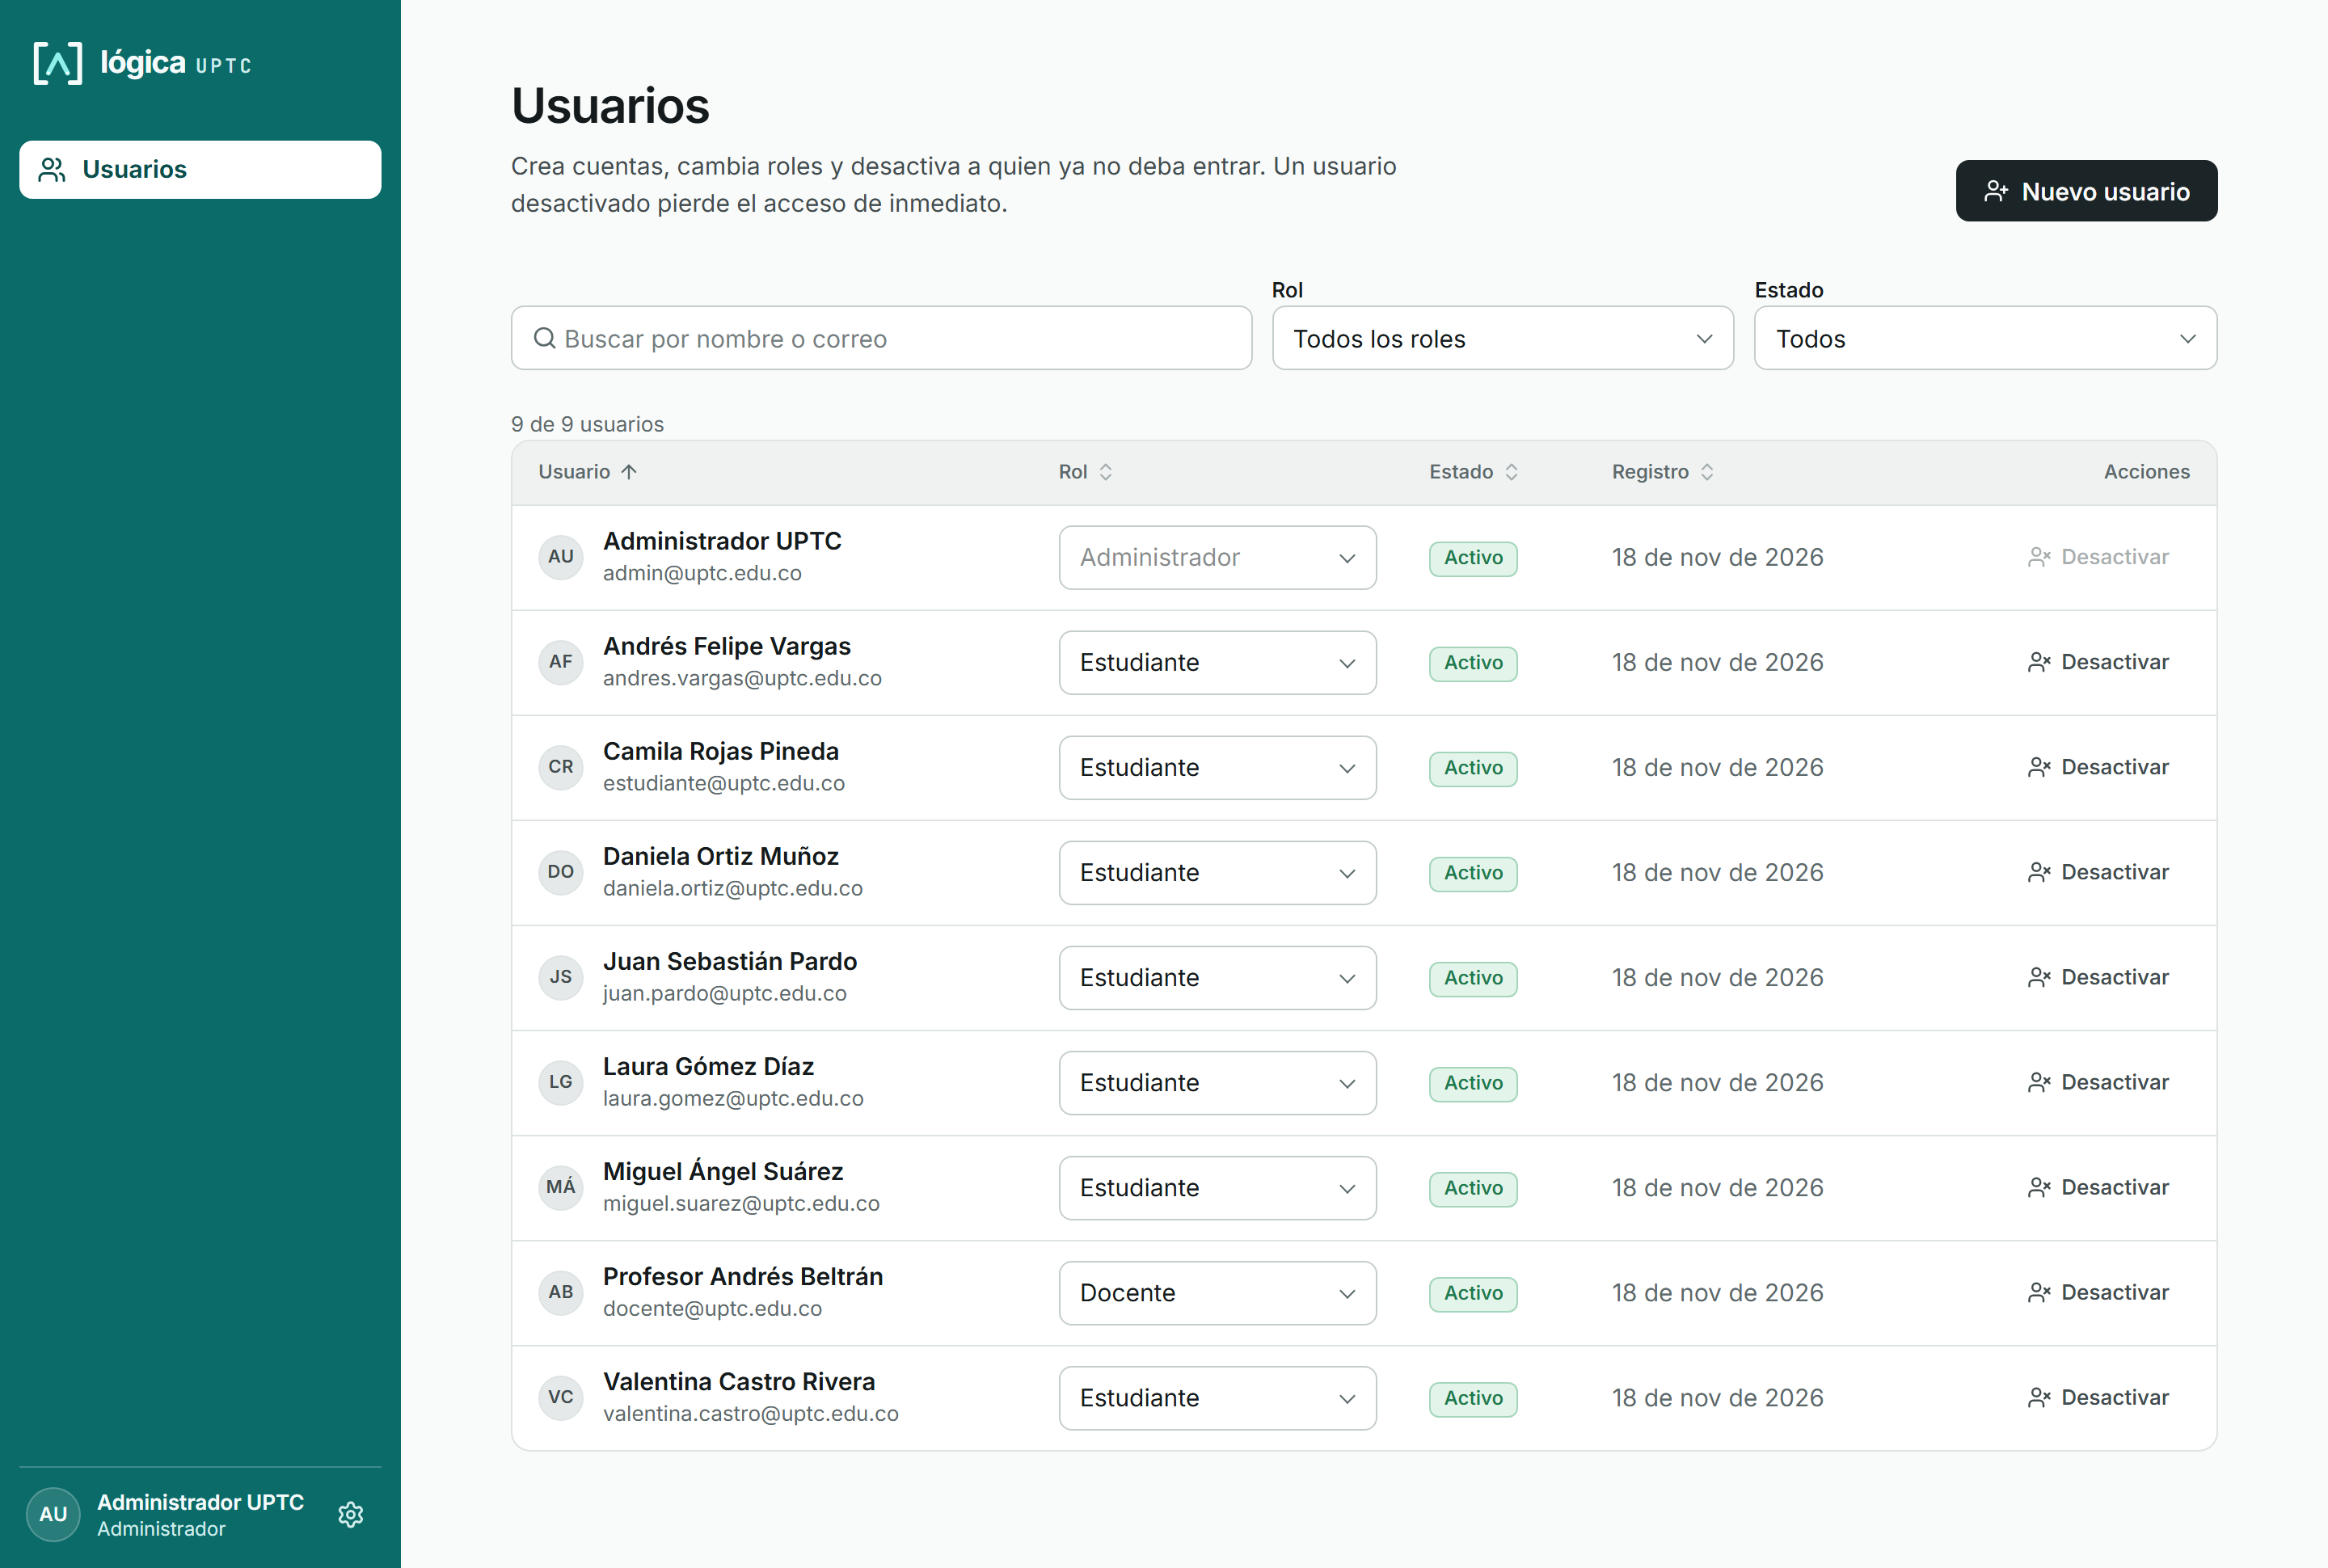 lógica UPTC
Usuarios
Usuarios
Crea cuentas, cambia roles y desactiva a quien ya no deba entrar. Un usuario
desactivado pierde el acceso de inmediato.
Nuevo usuario
Rol
Estado
Buscar por nombre o correo
Todos los roles
Todos
9 de 9 usuarios
Usuario Rol Estado Registro Acciones
AU Administrador UPTC
admin@uptc.edu.co
Administrador Activo 18 de nov de 2026 Desactivar
AF Andrés Felipe Vargas
andres.vargas@uptc.edu.co
Estudiante Activo 18 de nov de 2026 Desactivar
CR Camila Rojas Pineda
estudiante@uptc.edu.co
Estudiante Activo 18 de nov de 2026 Desactivar
DO Daniela Ortiz Muñoz
daniela.ortiz@uptc.edu.co
Estudiante Activo 18 de nov de 2026 Desactivar
JS Juan Sebastián Pardo
juan.pardo@uptc.edu.co
Estudiante Activo 18 de nov de 2026 Desactivar
LG Laura Gómez Díaz
laura.gomez@uptc.edu.co
Estudiante Activo 18 de nov de 2026 Desactivar
MÁ Miguel Ángel Suárez
miguel.suarez@uptc.edu.co
Estudiante Activo 18 de nov de 2026 Desactivar
AB Profesor Andrés Beltrán
docente@uptc.edu.co
Docente Activo 18 de nov de 2026 Desactivar
VC Valentina Castro Rivera
valentina.castro@uptc.edu.co
Estudiante Activo 18 de nov de 2026 Desactivar
AU Administrador UPTC
Administrador